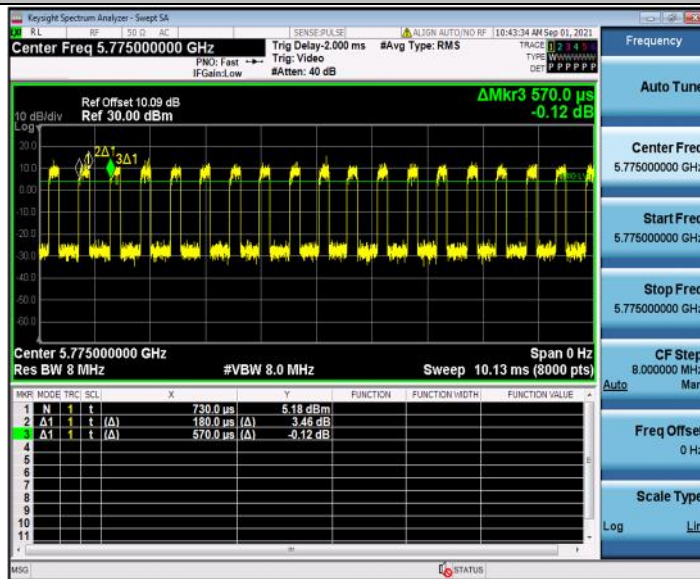 Keysight Spectrum Analyzer - Swept SA
RL RF 50 Ω AC SENSE:PULSE ALIGN AUTO/NO RF 10:43:34 AM Sep 01, 2021
Center Freq 5.775000000 GHz
Trig Delay-2.000 ms #Avg Type: RMS
TRACE 1 2 3 4 5 6
PNO: Fast Trig: Video
TYPE WWWWWW
IFGain:Low #Atten: 40 dB
DET P P P P P P
Frequency
Auto Tune
ΔMkr3 570.0 µs
-0.12 dB
Ref Offset 10.09 dB
10 dB/div Ref 30.00 dBm
Log
20.0
10.0
0.00
-10.0
-20.0
-30.0
-40.0
-50.0
-60.0
1 2Δ1 3Δ1
Center 5.775000000 GHz Span 0 Hz
Res BW 8 MHz #VBW 8.0 MHz Sweep 10.13 ms (8000 pts)
MKR MODE TRC SCL X Y FUNCTION FUNCTION WIDTH FUNCTION VALUE
1 N 1 t 730.0 µs 5.18 dBm
2 Δ1 1 t (Δ) 180.0 µs (Δ) 3.46 dB
3 Δ1 1 t (Δ) 570.0 µs (Δ) -0.12 dB
4
5
6
7
8
9
10
11
Center Freq
5.775000000 GHz
Start Freq
5.775000000 GHz
Stop Freq
5.775000000 GHz
CF Step
8.000000 MHz
Auto Man
Freq Offset
0 Hz
Scale Type
Log Lin
MSG STATUS